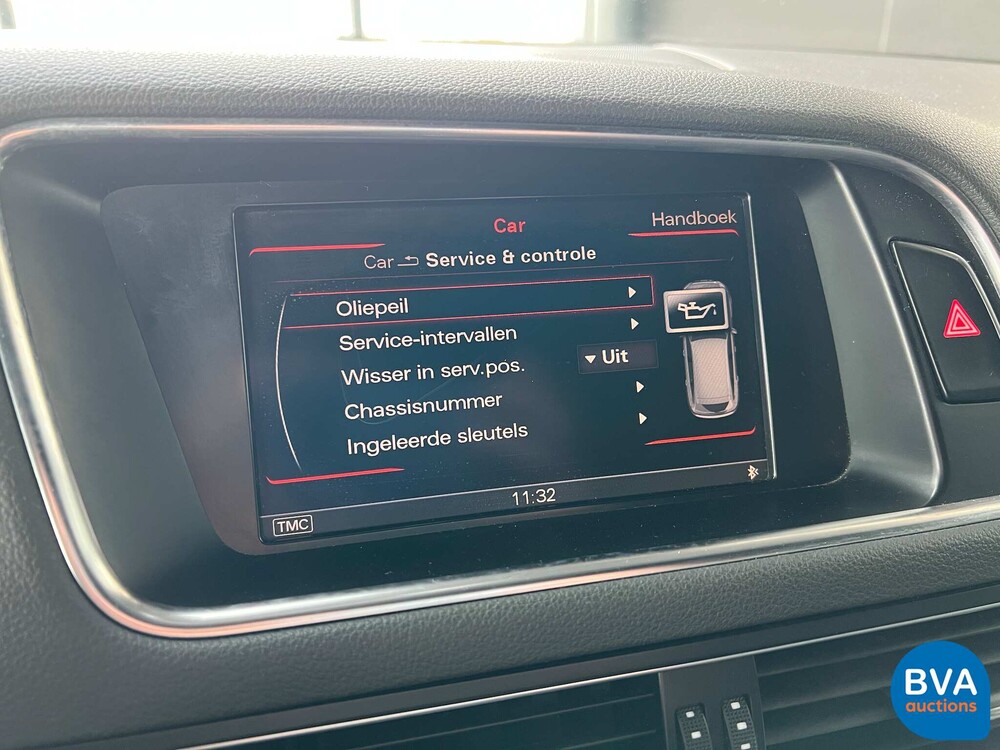 Car
Handboek
Car Service & controle
Oliepeil
Service-intervallen
Wisser in serv.pos. Uit
Chassisnummer
Ingeleerde sleutels
11:32
TMC
BVA
auctions